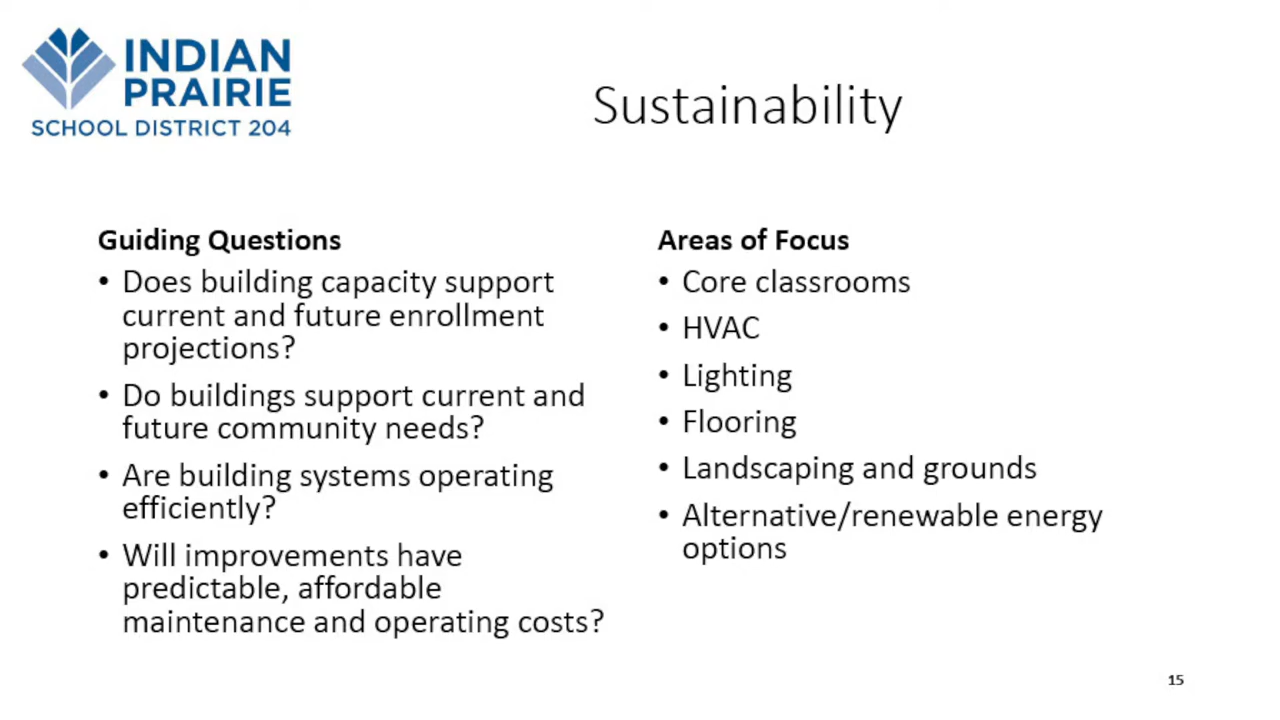 INDIAN
PRAIRIE
SCHOOL DISTRICT 204
Sustainability
Guiding Questions
• Does building capacity support
current and future enrollment
projections?
• Do buildings support current and
future community needs?
• Are building systems operating
efficiently?
• Will improvements have
predictable, affordable
maintenance and operating costs?
Areas of Focus
• Core classrooms
• HVAC
• Lighting
• Flooring
• Landscaping and grounds
• Alternative/renewable energy
options
15